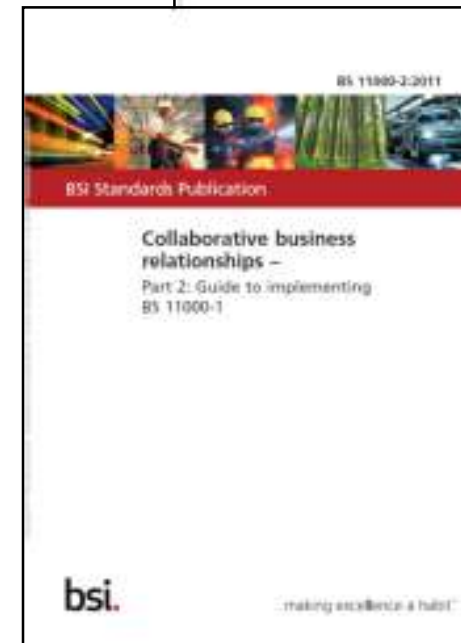 BS 11000-2:2011
BSI Standards Publication
Collaborative business
relationships –
Part 2: Guide to implementing
BS 11000-1
bsi.
...making excellence a habit™